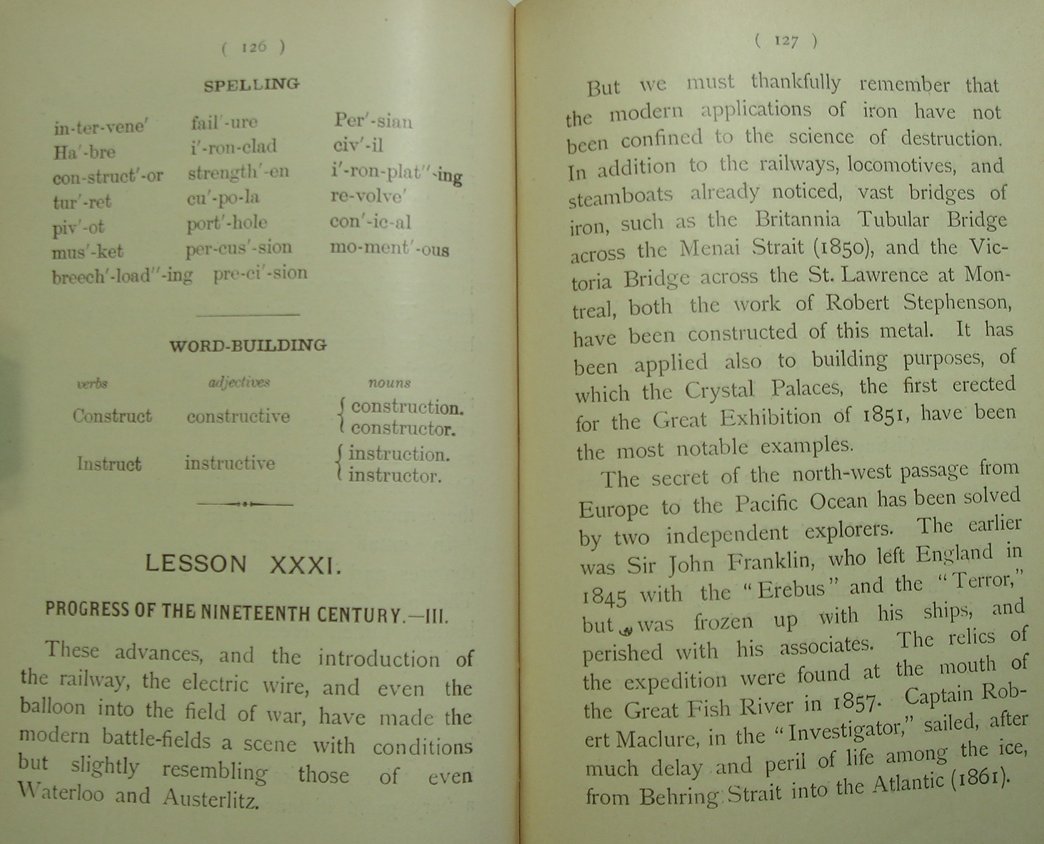 ( 126 )
SPELLING
in-ter-vene' fail'-ure Per'-sian
Ha'-bre i'-ron-clad civ'-il
con-struct'-or strength'-en i'-ron-plat''-ing
tur'-ret cu'-po-la re-volve'
piv'-ot port'-hole con'-ic-al
mus'-ket per-cus'-sion mo-ment'-ous
breech'-load''-ing pre-ci'-sion
WORD-BUILDING
verbs adjectives nouns
Construct constructive { construction.
{ constructor.
Instruct instructive { instruction.
{ instructor.
LESSON XXXI.
PROGRESS OF THE NINETEENTH CENTURY.—III.
These advances, and the introduction of
the railway, the electric wire, and even the
balloon into the field of war, have made the
modern battle-fields a scene with conditions
but slightly resembling those of even
Waterloo and Austerlitz.
( 127 )
But we must thankfully remember that
the modern applications of iron have not
been confined to the science of destruction.
In addition to the railways, locomotives, and
steamboats already noticed, vast bridges of
iron, such as the Britannia Tubular Bridge
across the Menai Strait (1850), and the Vic-
toria Bridge across the St. Lawrence at Mon-
treal, both the work of Robert Stephenson,
have been constructed of this metal. It has
been applied also to building purposes, of
which the Crystal Palaces, the first erected
for the Great Exhibition of 1851, have been
the most notable examples.
The secret of the north-west passage from
Europe to the Pacific Ocean has been solved
by two independent explorers. The earlier
was Sir John Franklin, who left England in
1845 with the "Erebus" and the "Terror,"
but was frozen up with his ships, and
perished with his associates. The relics of
the expedition were found at the mouth of
the Great Fish River in 1857. Captain Rob-
ert Maclure, in the "Investigator," sailed, after
much delay and peril of life among the ice,
from Behring Strait into the Atlantic (1861).